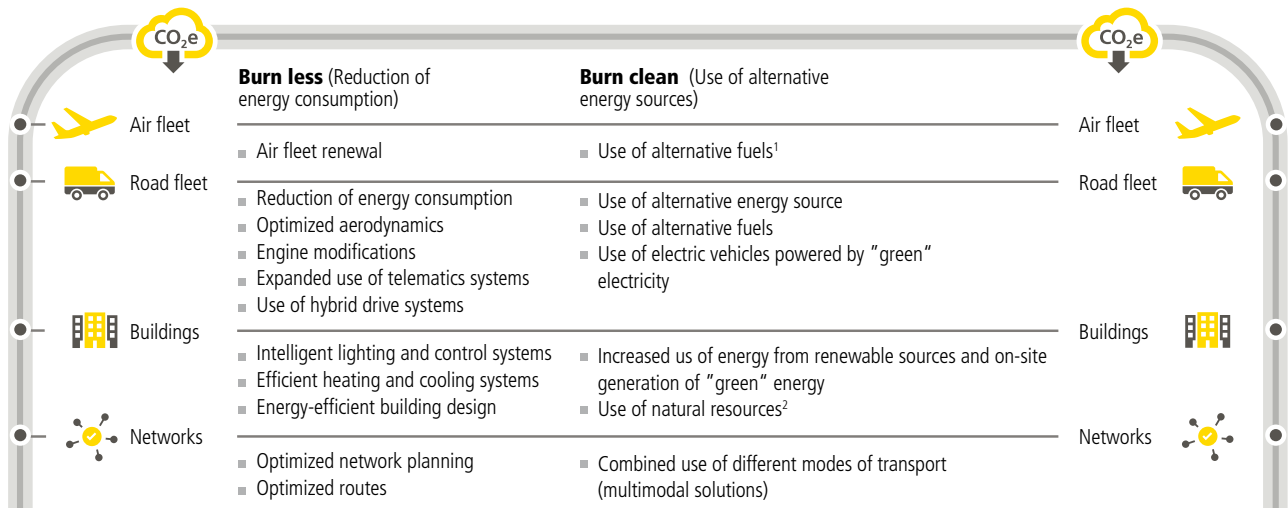 CO₂e
CO₂e
Burn less (Reduction of
energy consumption)
Burn clean (Use of alternative
energy sources)
Air fleet
Air fleet
Air fleet renewal
Use of alternative fuels¹
Road fleet
Road fleet
Reduction of energy consumption
Optimized aerodynamics
Engine modifications
Expanded use of telematics systems
Use of hybrid drive systems
Use of alternative energy source
Use of alternative fuels
Use of electric vehicles powered by "green“
electricity
Buildings
Buildings
Intelligent lighting and control systems
Efficient heating and cooling systems
Energy-efficient building design
Increased us of energy from renewable sources and on-site
generation of "green“ energy
Use of natural resources²
Networks
Networks
Optimized network planning
Optimized routes
Combined use of different modes of transport
(multimodal solutions)